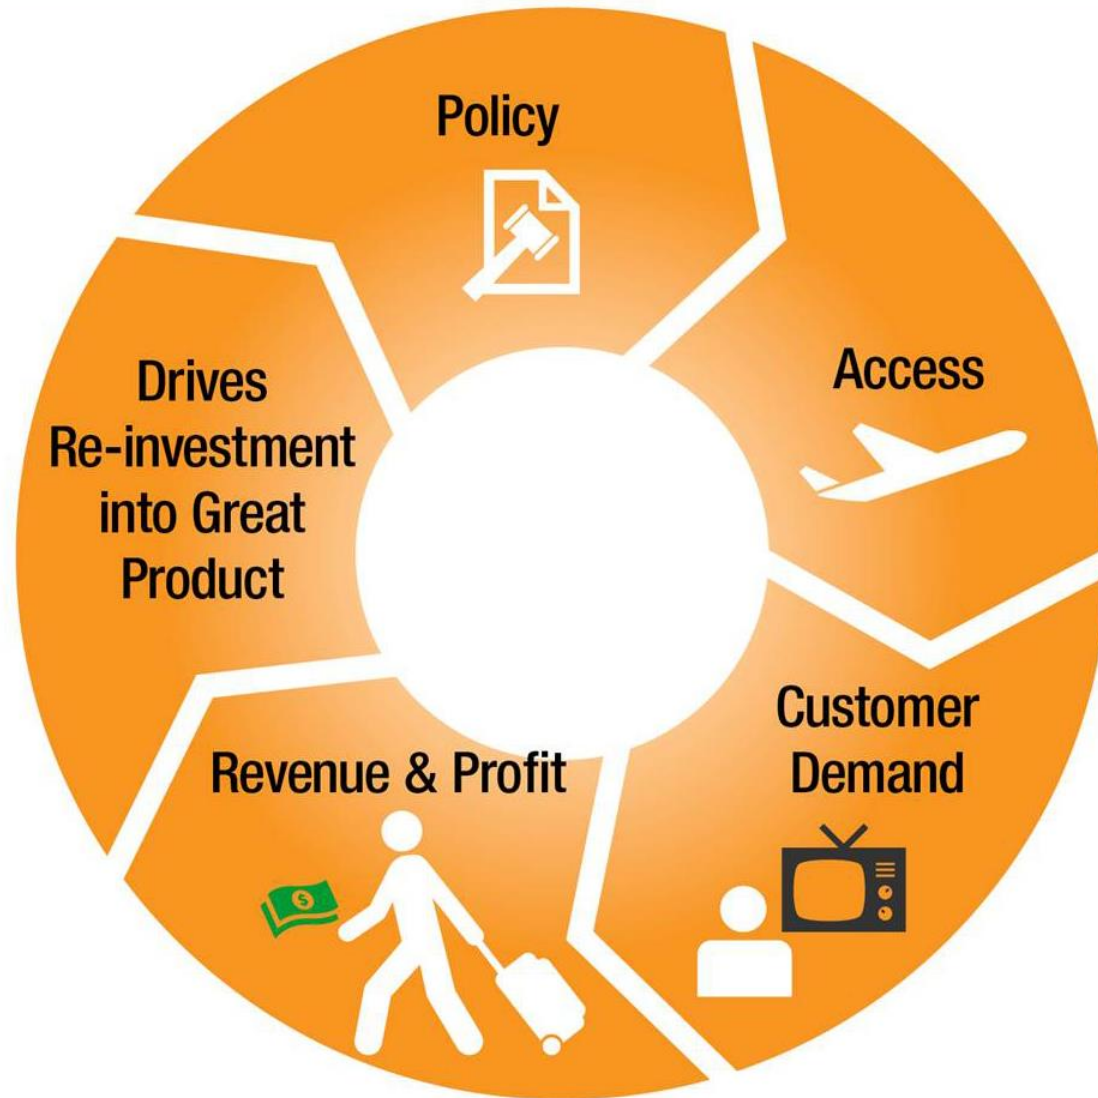 Policy
Access
Customer
Demand
Revenue & Profit
$
Drives
Re-investment
into Great
Product